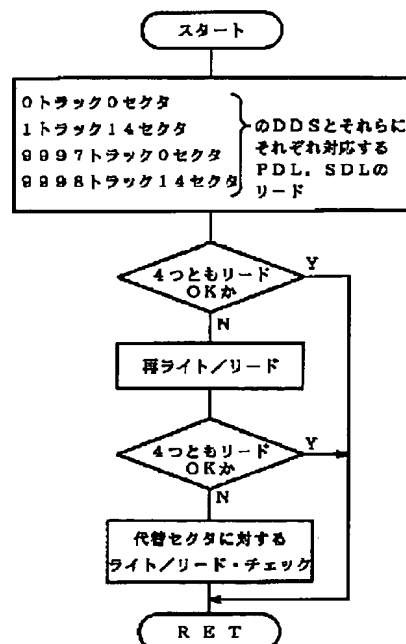 スタート
0トラック0セクタ
1トラック14セクタ
9997トラック0セクタ
9998トラック14セクタ
のDDSとそれらに
それぞれ対応する
PDL，SDLの
リード
4つともリード
OKか
Y
N
再ライト／リード
4つともリード
OKか
Y
N
代替セクタに対する
ライト／リード・チェック
RET